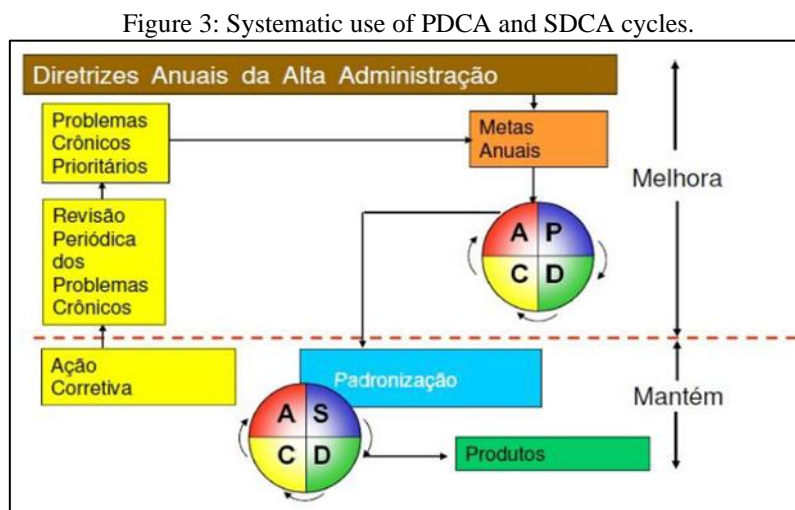 Figure 3: Systematic use of PDCA and SDCA cycles.
Diretrizes Anuais da Alta Administração
Problemas
Crônicos
Prioritários
Metas
Anuais
Melhora
Revisão
Periódica
dos
Problemas
Crônicos
A P
C D
Ação
Corretiva
Padronização
Mantém
A S
C D
Produtos